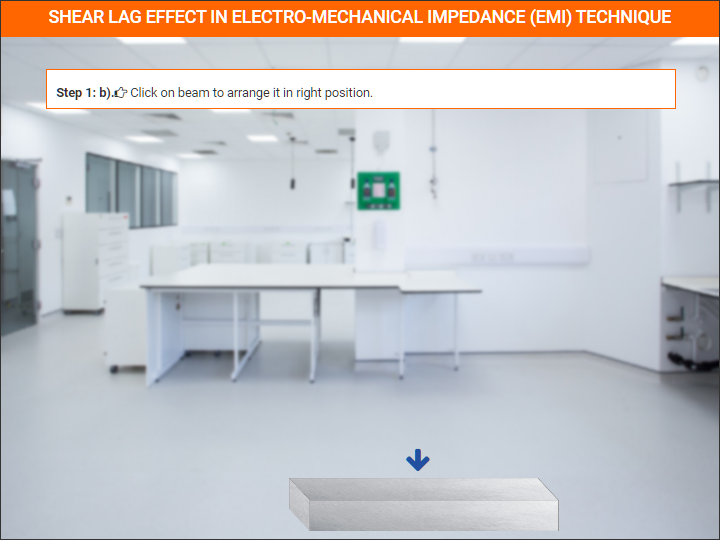 SHEAR LAG EFFECT IN ELECTRO-MECHANICAL IMPEDANCE (EMI) TECHNIQUE
Step 1: b). Click on beam to arrange it in right position.